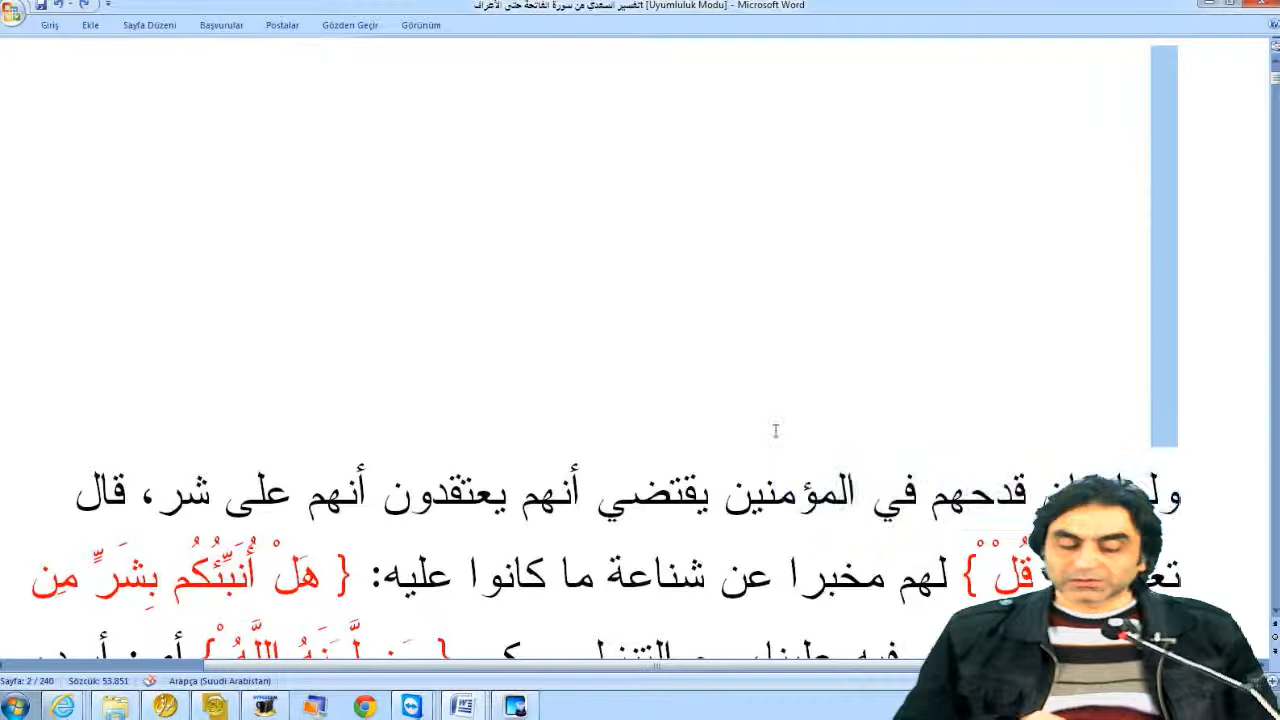 تفسير السعدي من سورة الفاتحة حتى الأعراف [Uyumluluk Modu] - Microsoft Word
Giriş Ekle Sayfa Düzeni Başvurular Postalar Gözden Geçir Görünüm
قدحهم في المؤمنين يقتضي أنهم يعتقدون أنهم على شر، قال
قُلْ } لهم مخبرا عن شناعة ما كانوا عليه: { هَلْ أُنَبِّئُكُم بِشَرٍّ مِن
Sayfa: 2 / 240 Sözcük: 53.851 Arapça (Suudi Arabistan)